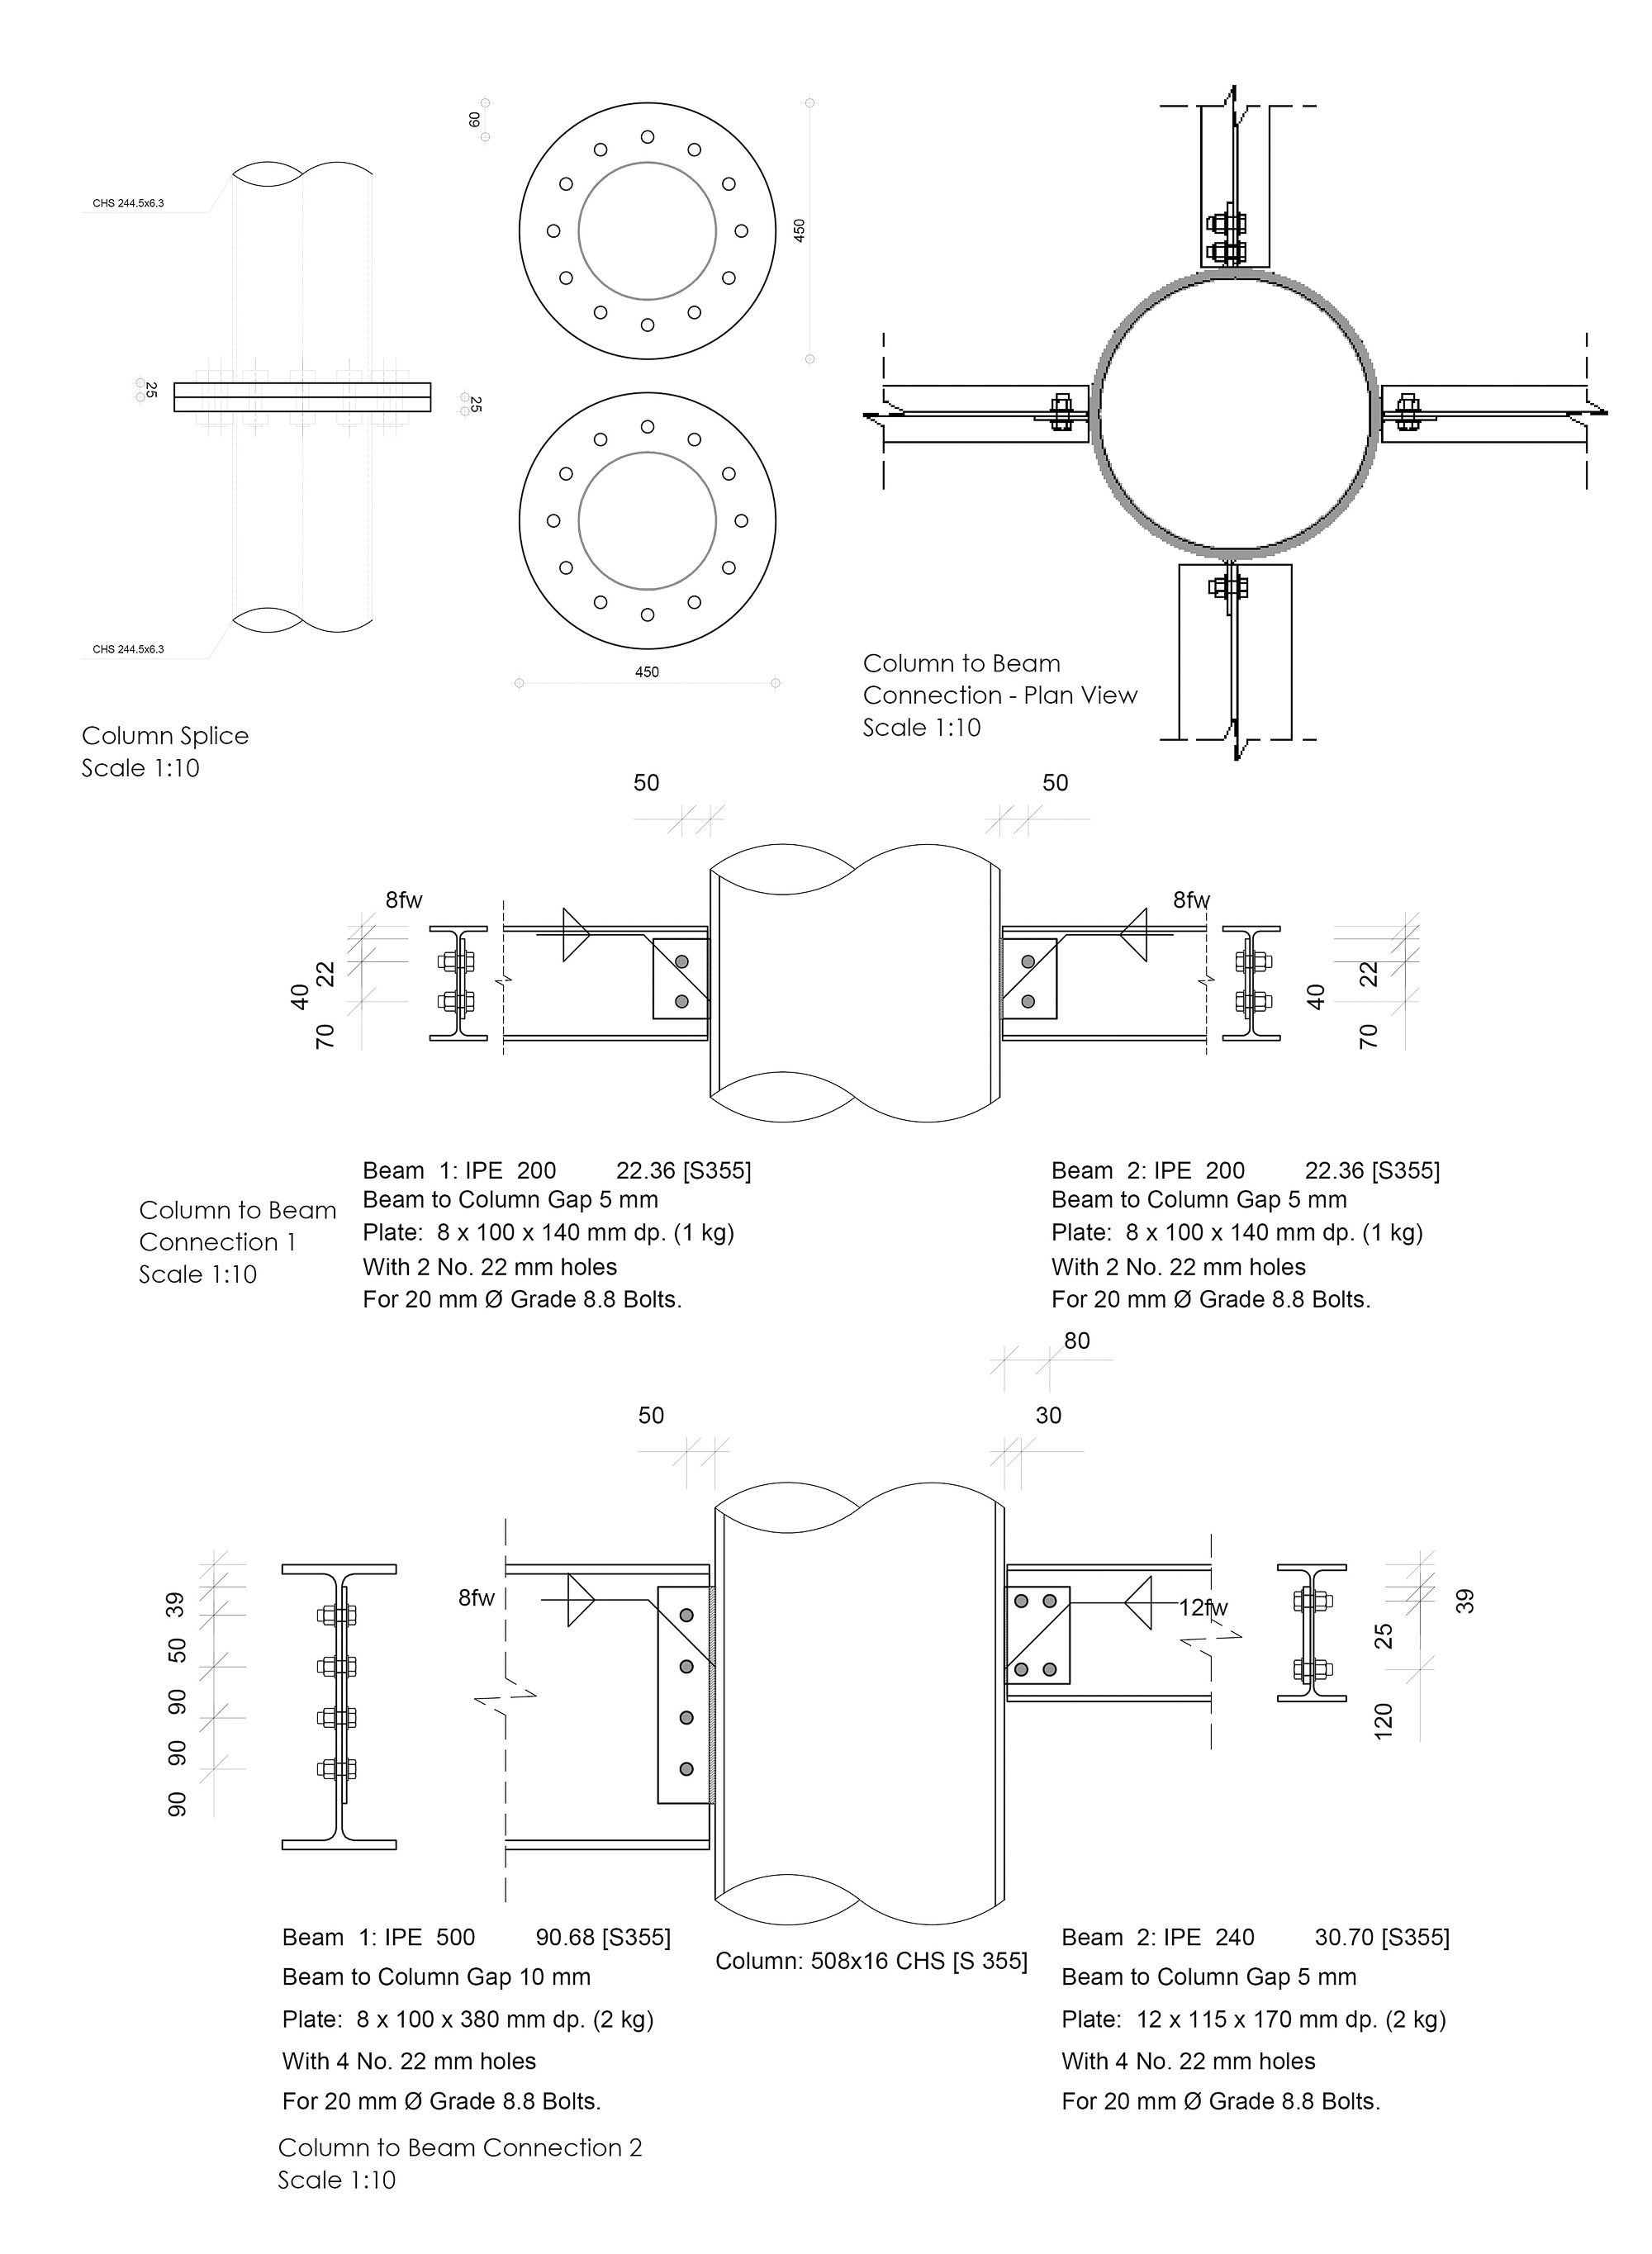 60
CHS 244.5x6.3
450
25
25
CHS 244.5x6.3
450
Column to Beam
Connection - Plan View
Scale 1:10
Column Splice
Scale 1:10
50
50
8fw
8fw
22
40
70
22
40
70
Beam 1: IPE 200 22.36 [S355]
Beam to Column Gap 5 mm
Plate: 8 x 100 x 140 mm dp. (1 kg)
With 2 No. 22 mm holes
For 20 mm Ø Grade 8.8 Bolts.
Beam 2: IPE 200 22.36 [S355]
Beam to Column Gap 5 mm
Plate: 8 x 100 x 140 mm dp. (1 kg)
With 2 No. 22 mm holes
For 20 mm Ø Grade 8.8 Bolts.
Column to Beam
Connection 1
Scale 1:10
80
50
30
8fw
12fw
39
50
90
90
90
39
25
120
Beam 1: IPE 500 90.68 [S355]
Beam to Column Gap 10 mm
Plate: 8 x 100 x 380 mm dp. (2 kg)
With 4 No. 22 mm holes
For 20 mm Ø Grade 8.8 Bolts.
Column: 508x16 CHS [S 355]
Beam 2: IPE 240 30.70 [S355]
Beam to Column Gap 5 mm
Plate: 12 x 115 x 170 mm dp. (2 kg)
With 4 No. 22 mm holes
For 20 mm Ø Grade 8.8 Bolts.
Column to Beam Connection 2
Scale 1:10